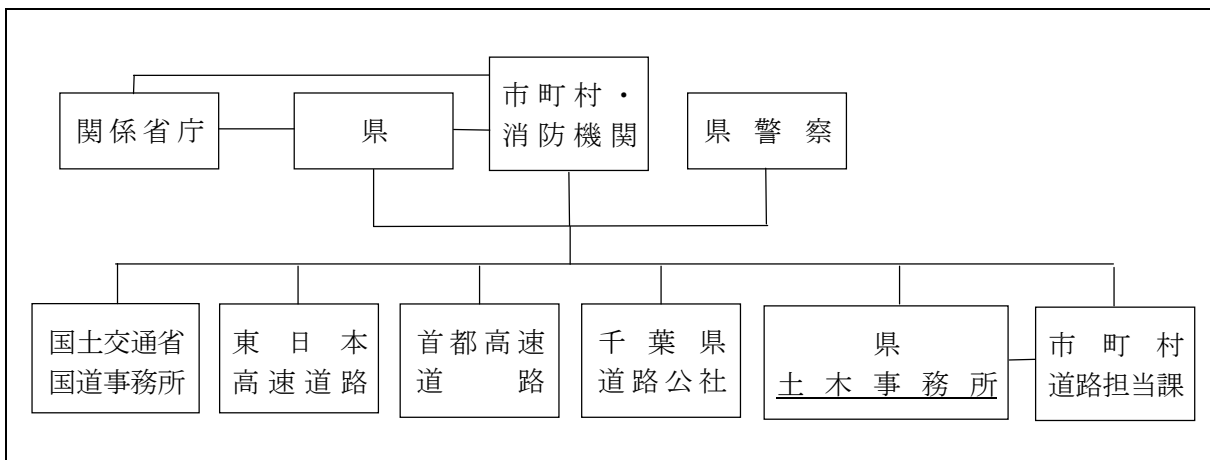 関係省庁
県
市町村・
消防機関
県警察
国土交通省
国道事務所
東日本
高速道路
首都高速
道路
千葉県
道路公社
県
土木事務所
市町村
道路担当課